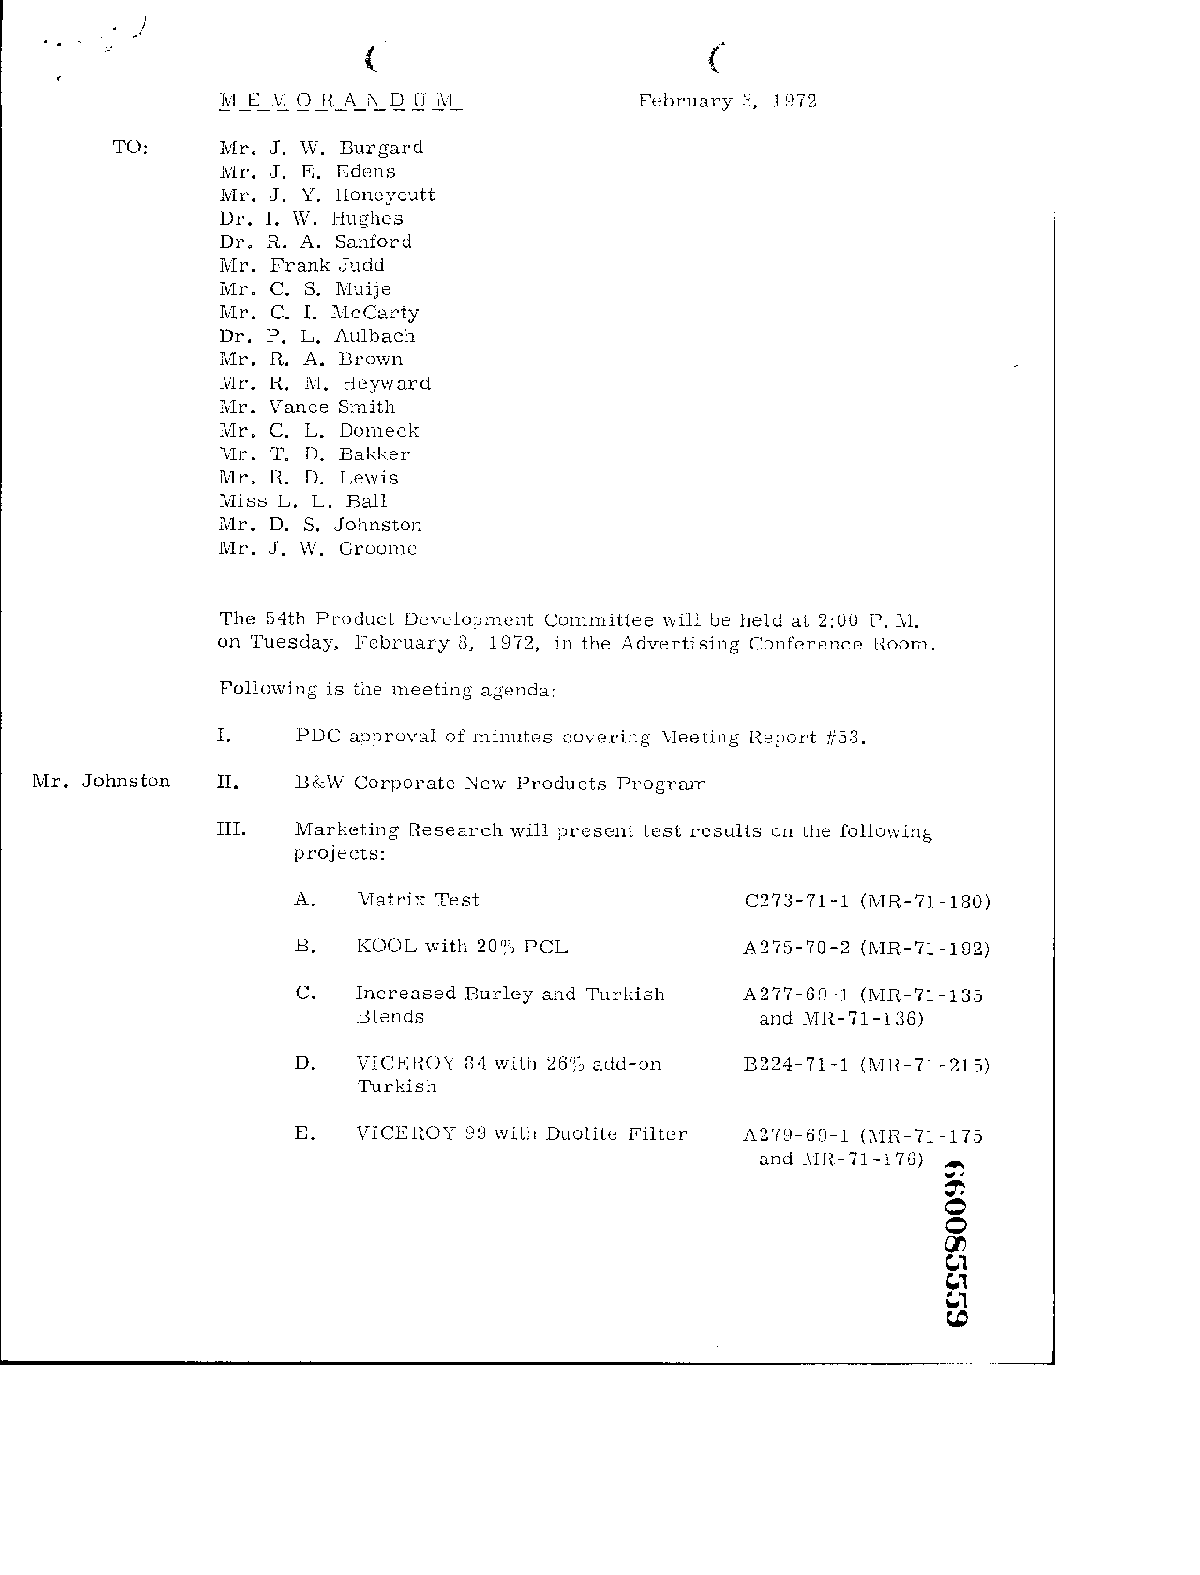 MEMORANDUM February 8, 1972
TO: Mr. J. W. Burgard
Mr. J. E. Edens
Mr. J. Y. Honeycutt
Dr. I. W. Hughes
Dr. R. A. Sanford
Mr. Frank Judd
Mr. C. S. Muije
Mr. C. I. McCarty
Dr. P. L. Aulbach
Mr. R. A. Brown
Mr. R. M. Heyward
Mr. Vance Smith
Mr. C. L. Domeck
Mr. T. D. Bakker
Mr. R. D. Lewis
Miss L. L. Ball
Mr. D. S. Johnston
Mr. J. W. Groome
The 54th Product Development Committee will be held at 2:00 P. M.
on Tuesday, February 8, 1972, in the Advertising Conference Room.
Following is the meeting agenda:
I. PDC approval of minutes covering Meeting Report #53.
Mr. Johnston II. B&W Corporate New Products Program
III. Marketing Research will present test results on the following
projects:
A. Matrix Test C273-71-1 (MR-71-180)
B. KOOL with 20% PCL A275-70-2 (MR-71-192)
C. Increased Burley and Turkish A277-69-1 (MR-71-135
Blends and MR-71-136)
D. VICEROY 84 with 26% add-on B224-71-1 (MR-71-215)
Turkish
E. VICEROY 99 with Duolite Filter A279-69-1 (MR-71-175
and MR-71-176)
660085559